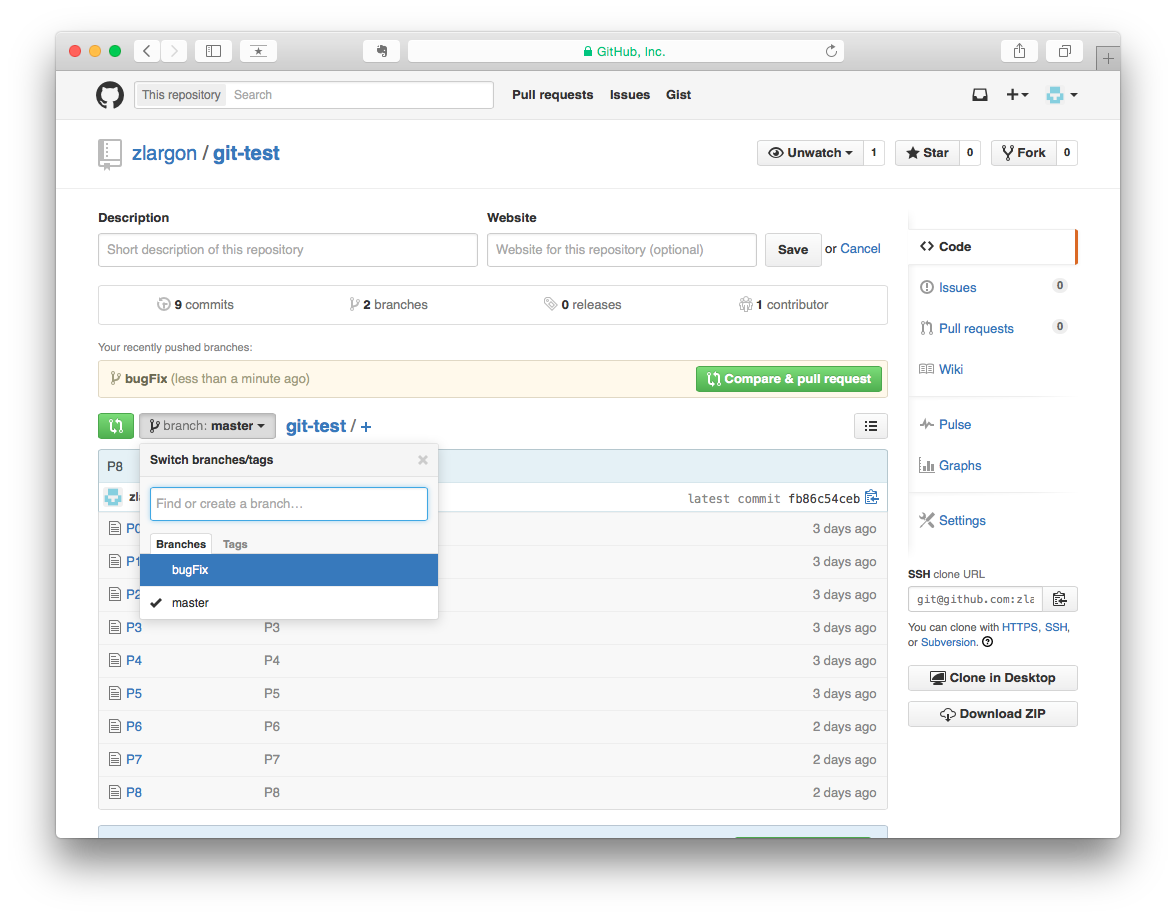 GitHub, Inc.
This repository Search Pull requests Issues Gist
zlargon / git-test Unwatch 1 Star 0 Fork 0
Description Website
Short description of this repository Website for this repository (optional) Save or Cancel
9 commits 2 branches 0 releases 1 contributor
Your recently pushed branches:
bugFix (less than a minute ago) Compare & pull request
branch: master git-test / +
P8 Switch branches/tags
Find or create a branch… latest commit fb86c54ceb
P0 3 days ago
Branches Tags
P1 bugFix 3 days ago
P2 master 3 days ago
P3 P3 3 days ago
P4 P4 3 days ago
P5 P5 3 days ago
P6 P6 2 days ago
P7 P7 2 days ago
P8 P8 2 days ago
Code
Issues 0
Pull requests 0
Wiki
Pulse
Graphs
Settings
SSH clone URL
git@github.com:zla
You can clone with HTTPS, SSH,
or Subversion.
Clone in Desktop
Download ZIP